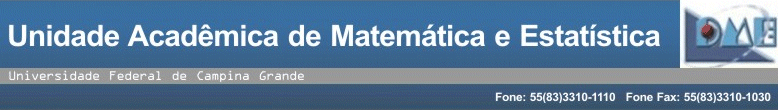 Unidade Acadêmica de Matemática e Estatística
DME
Universidade Federal de Campina Grande
Fone: 55(83)3310-1110 Fone Fax: 55(83)3310-1030